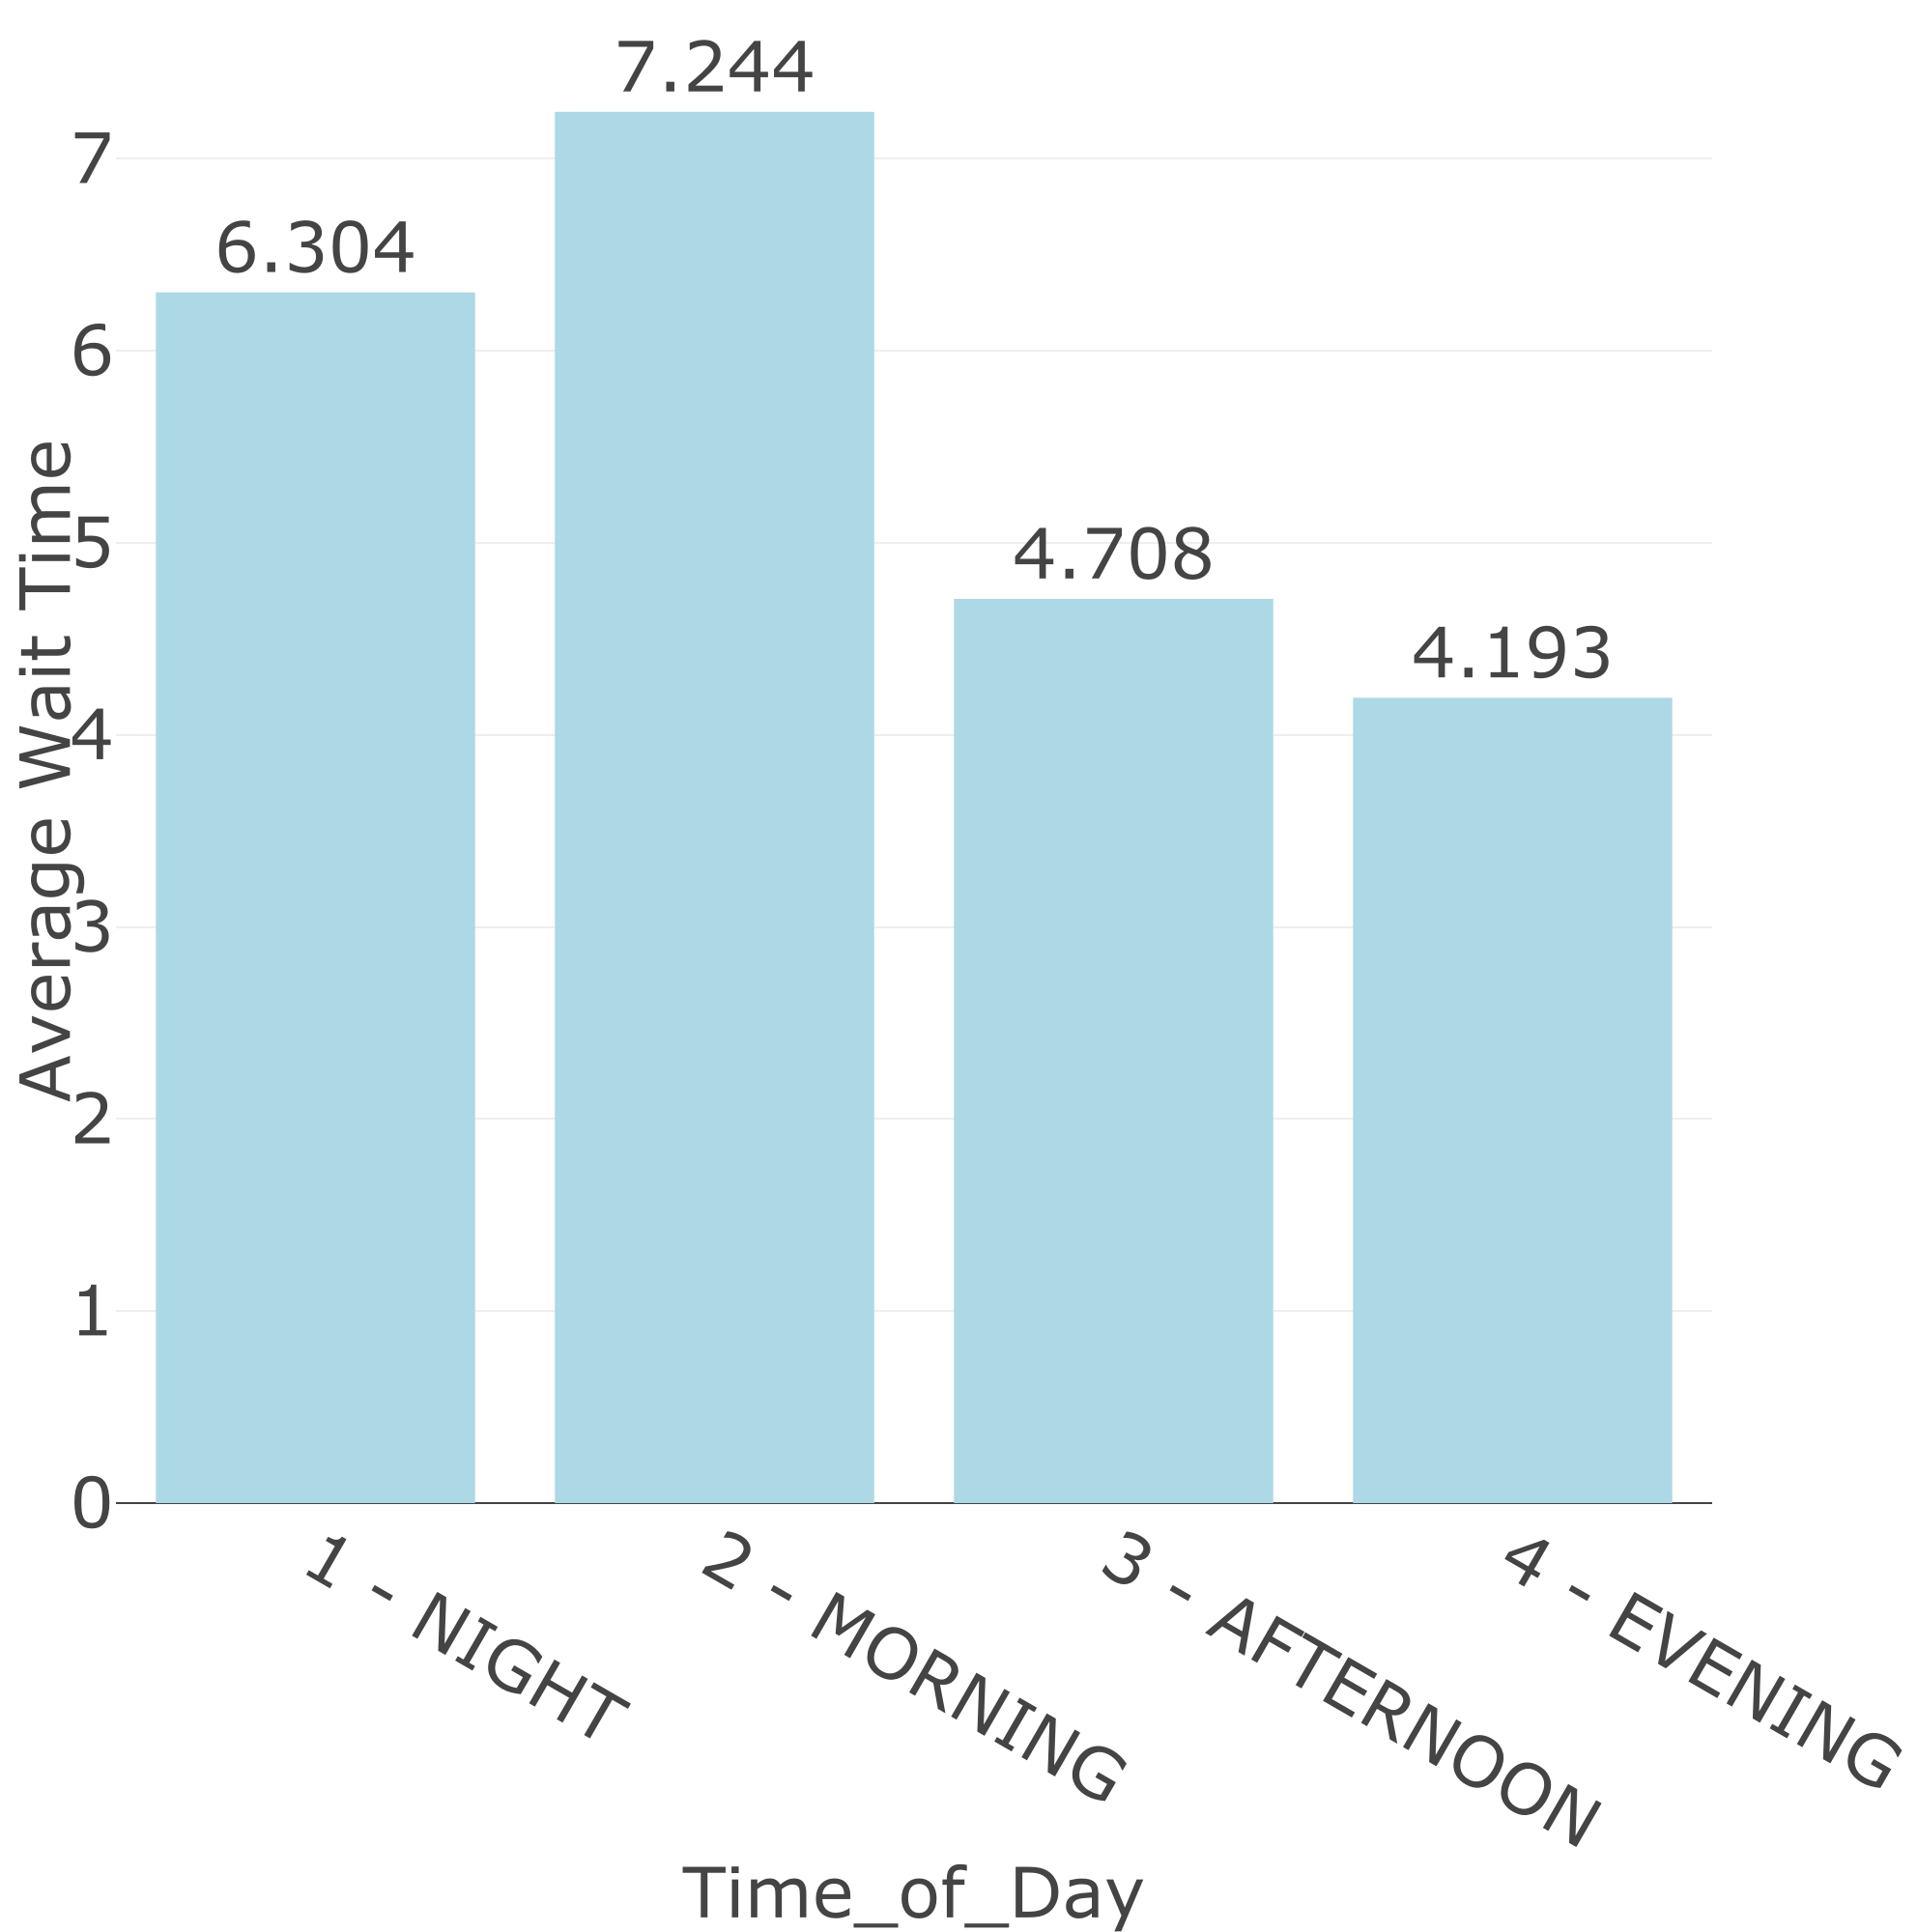 7.244
6.304
4.708
4.193
7
6
5
4
3
2
1
0
Average Wait Time
1 - NIGHT
2 - MORNING
3 - AFTERNOON
4 - EVENING
Time_of_Day